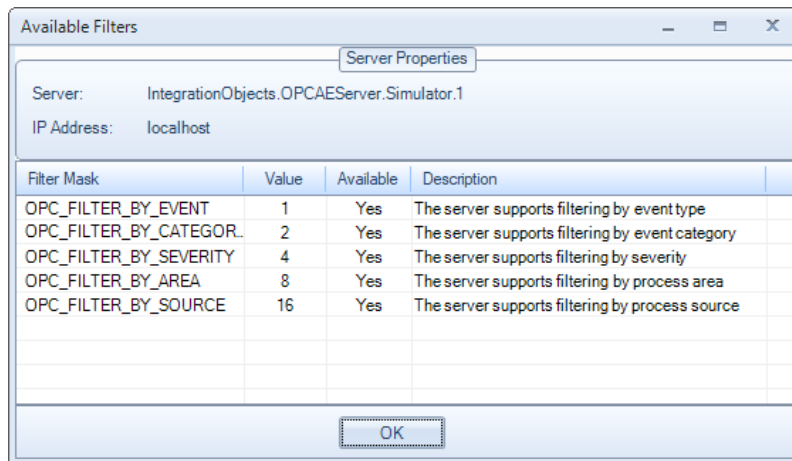 Available Filters
Server Properties
Server: IntegrationObjects.OPCAEServer.Simulator.1
IP Address: localhost
Filter Mask Value Available Description
OPC_FILTER_BY_EVENT 1 Yes The server supports filtering by event type
OPC_FILTER_BY_CATEGOR.. 2 Yes The server supports filtering by event category
OPC_FILTER_BY_SEVERITY 4 Yes The server supports filtering by severity
OPC_FILTER_BY_AREA 8 Yes The server supports filtering by process area
OPC_FILTER_BY_SOURCE 16 Yes The server supports filtering by process source
OK